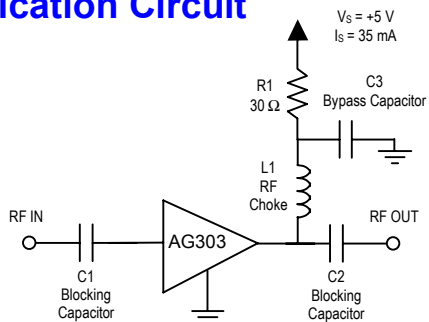 ication Circuit
VS = +5 V
IS = 35 mA
R1
30 Ω
C3
Bypass Capacitor
L1
RF
Choke
RF IN
AG303
RF OUT
C1
Blocking
Capacitor
C2
Blocking
Capacitor